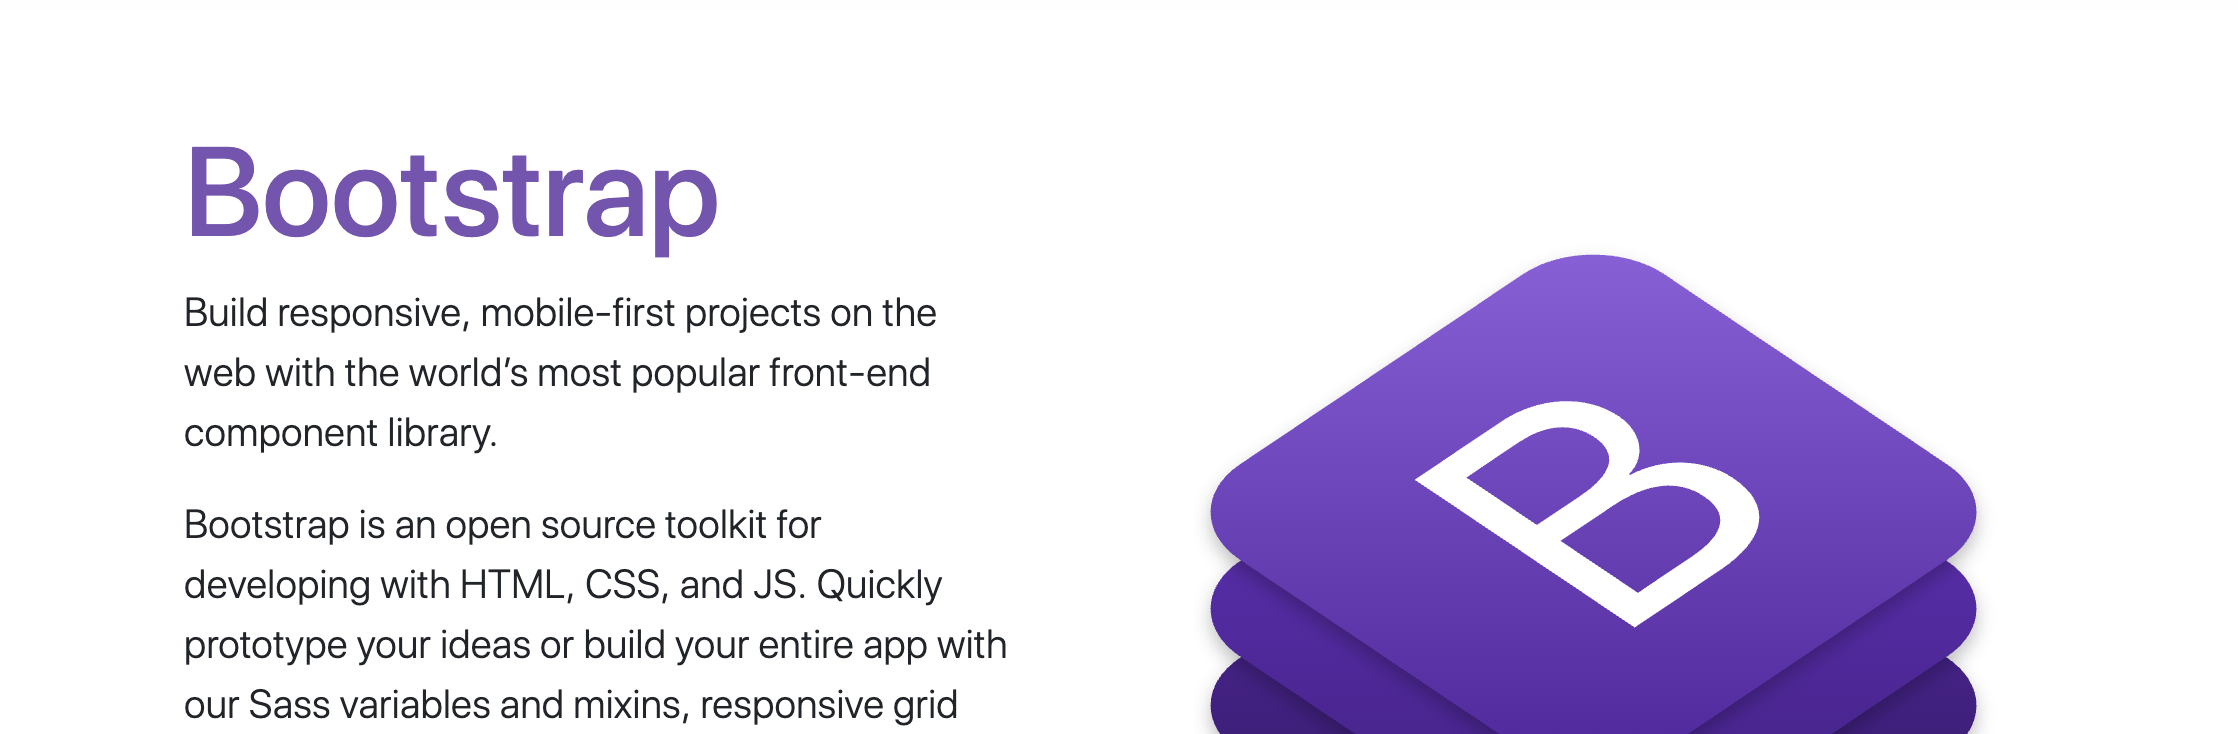 Bootstrap
Build responsive, mobile-first projects on the
web with the world’s most popular front-end
component library.
Bootstrap is an open source toolkit for
developing with HTML, CSS, and JS. Quickly
prototype your ideas or build your entire app with
our Sass variables and mixins, responsive grid
B